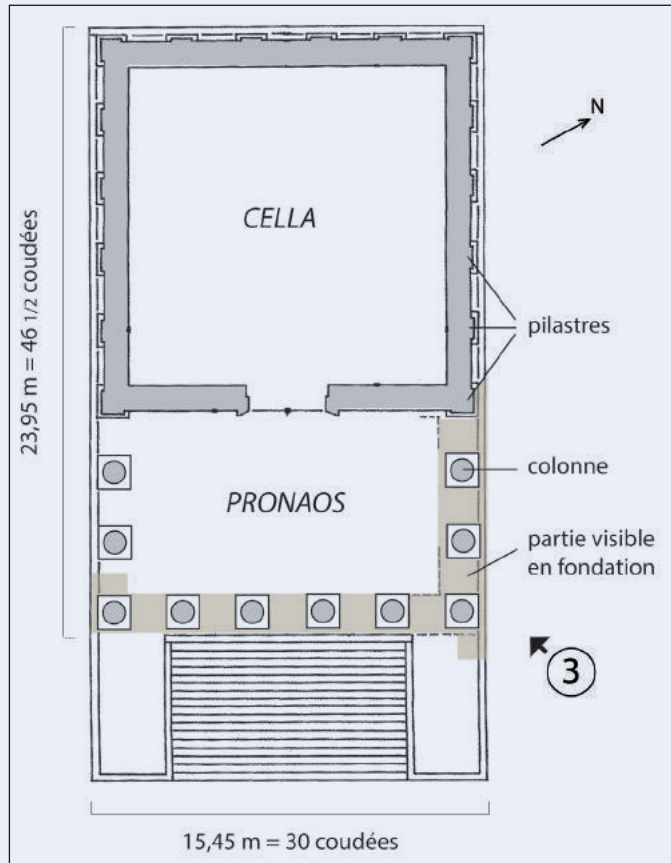 N
CELLA
23,95 m = 46 1/2 coudées
pilastres
colonne
PRONAOS
partie visible
en fondation
3
15,45 m = 30 coudées